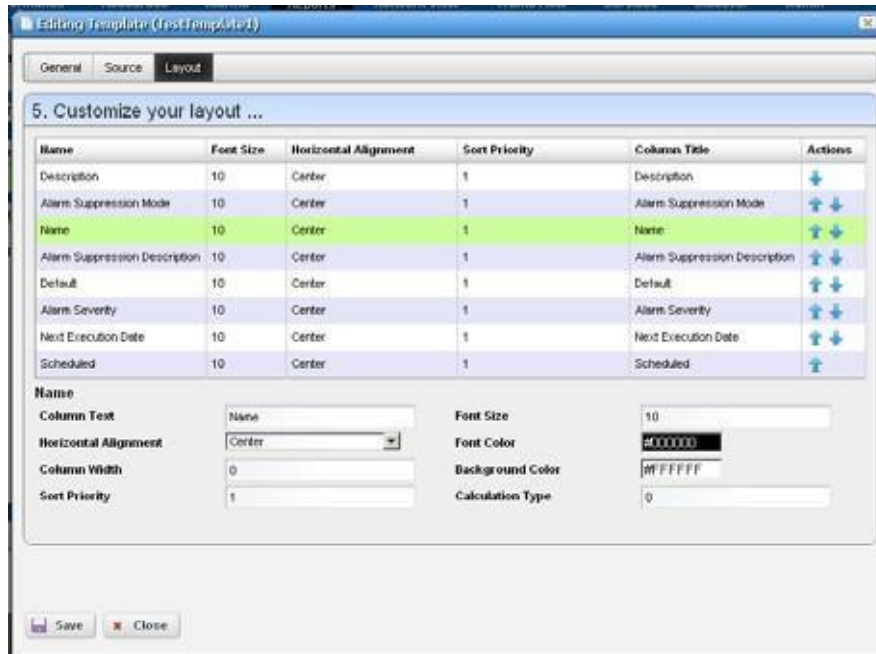 Editing Template (TestTemplate1)
General Source Layout
5. Customize your layout ...
Name Font Size Horizontal Alignment Sort Priority Column Title Actions
Description 10 Center 1 Description
Alarm Suppression Mode 10 Center 1 Alarm Suppression Mode
Name 10 Center 1 Name
Alarm Suppression Description 10 Center 1 Alarm Suppression Description
Default 10 Center 1 Default
Alarm Severity 10 Center 1 Alarm Severity
Next Execution Date 10 Center 1 Next Execution Date
Scheduled 10 Center 1 Scheduled
Name
Column Text Name Font Size 10
Horizontal Alignment Center Font Color #000000
Column Width 0 Background Color #FFFFFF
Sort Priority 1 Calculation Type 0
Save Close